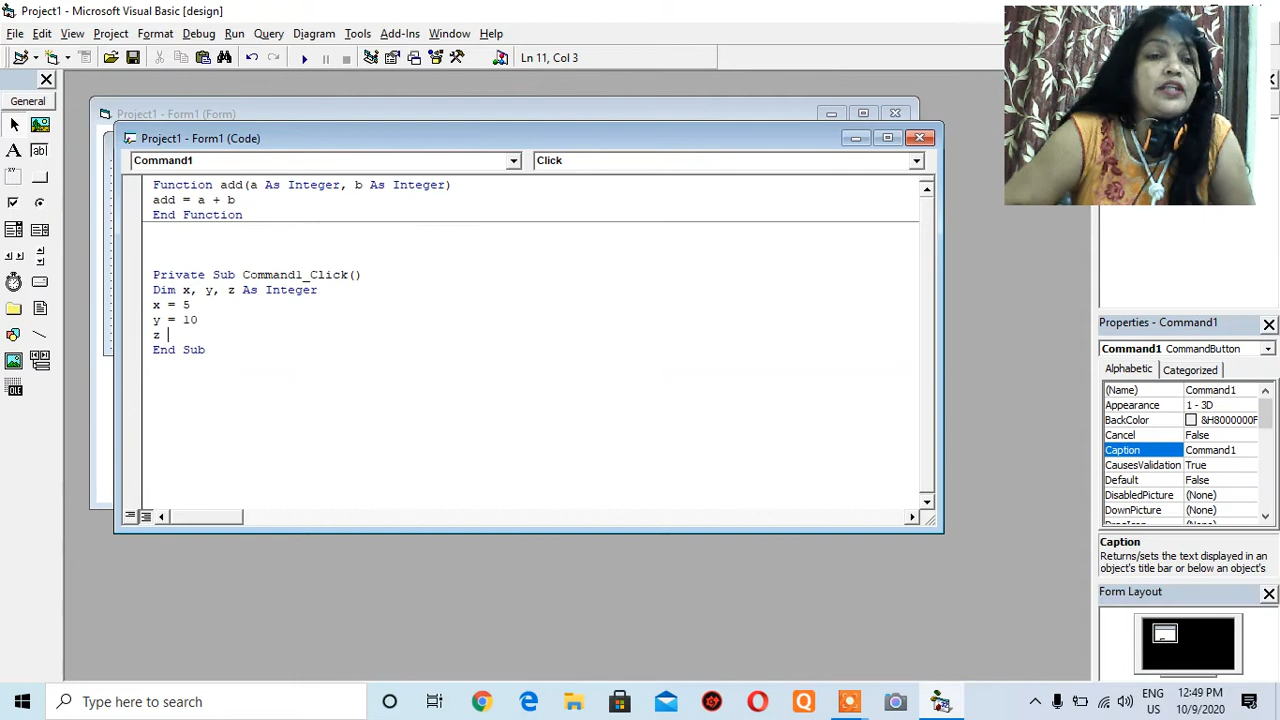 Project1 - Microsoft Visual Basic [design]
File Edit View Project Format Debug Run Query Diagram Tools Add-Ins Window Help
Ln 11, Col 3
General
Project1 - Form1 (Form)
Project1 - Form1 (Code)
Command1 Click
Function add(a As Integer, b As Integer)
add = a + b
End Function
Private Sub Command1_Click()
Dim x, y, z As Integer
x = 5
y = 10
z
End Sub
A ab|
XY
OLE
Properties - Command1
Command1 CommandButton
Alphabetic Categorized
(Name) Command1
Appearance 1 - 3D
BackColor &H8000000F
Cancel False
Caption Command1
CausesValidation True
Default False
DisabledPicture (None)
DownPicture (None)
Caption
Returns/sets the text displayed in an
object's title bar or below an object's
Form Layout
Type here to search
ENG
US
12:49 PM
10/9/2020